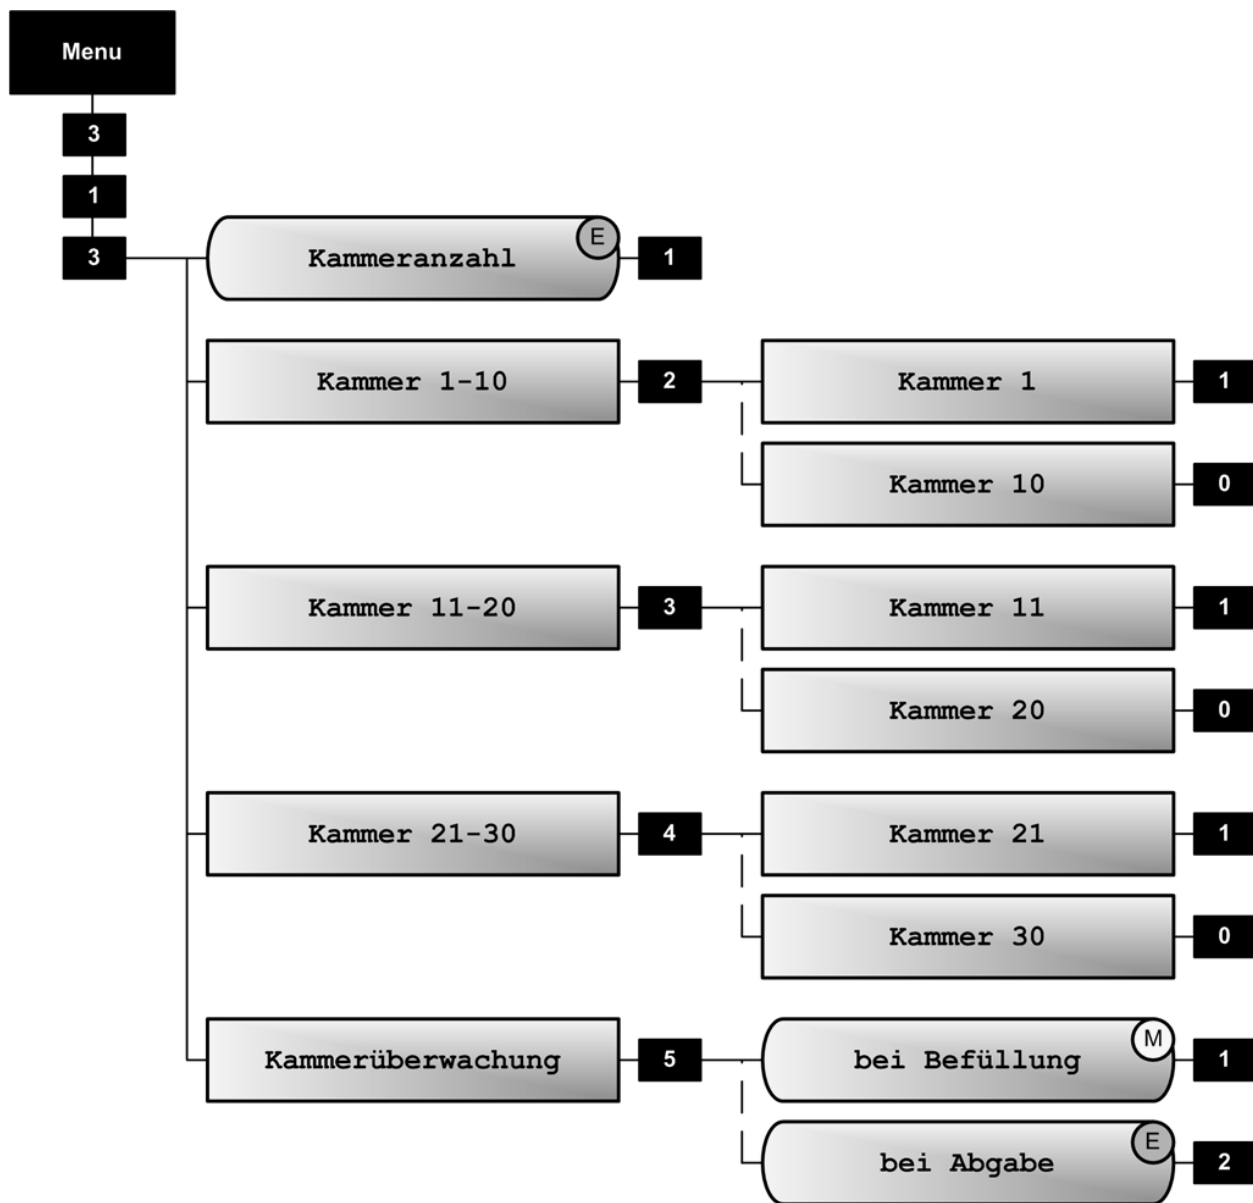 Menu
3
1
3
Kammeranzahl E 1
Kammer 1-10 2 Kammer 1 1
Kammer 10 0
Kammer 11-20 3 Kammer 11 1
Kammer 20 0
Kammer 21-30 4 Kammer 21 1
Kammer 30 0
Kammerüberwachung 5 bei Befüllung M 1
bei Abgabe E 2